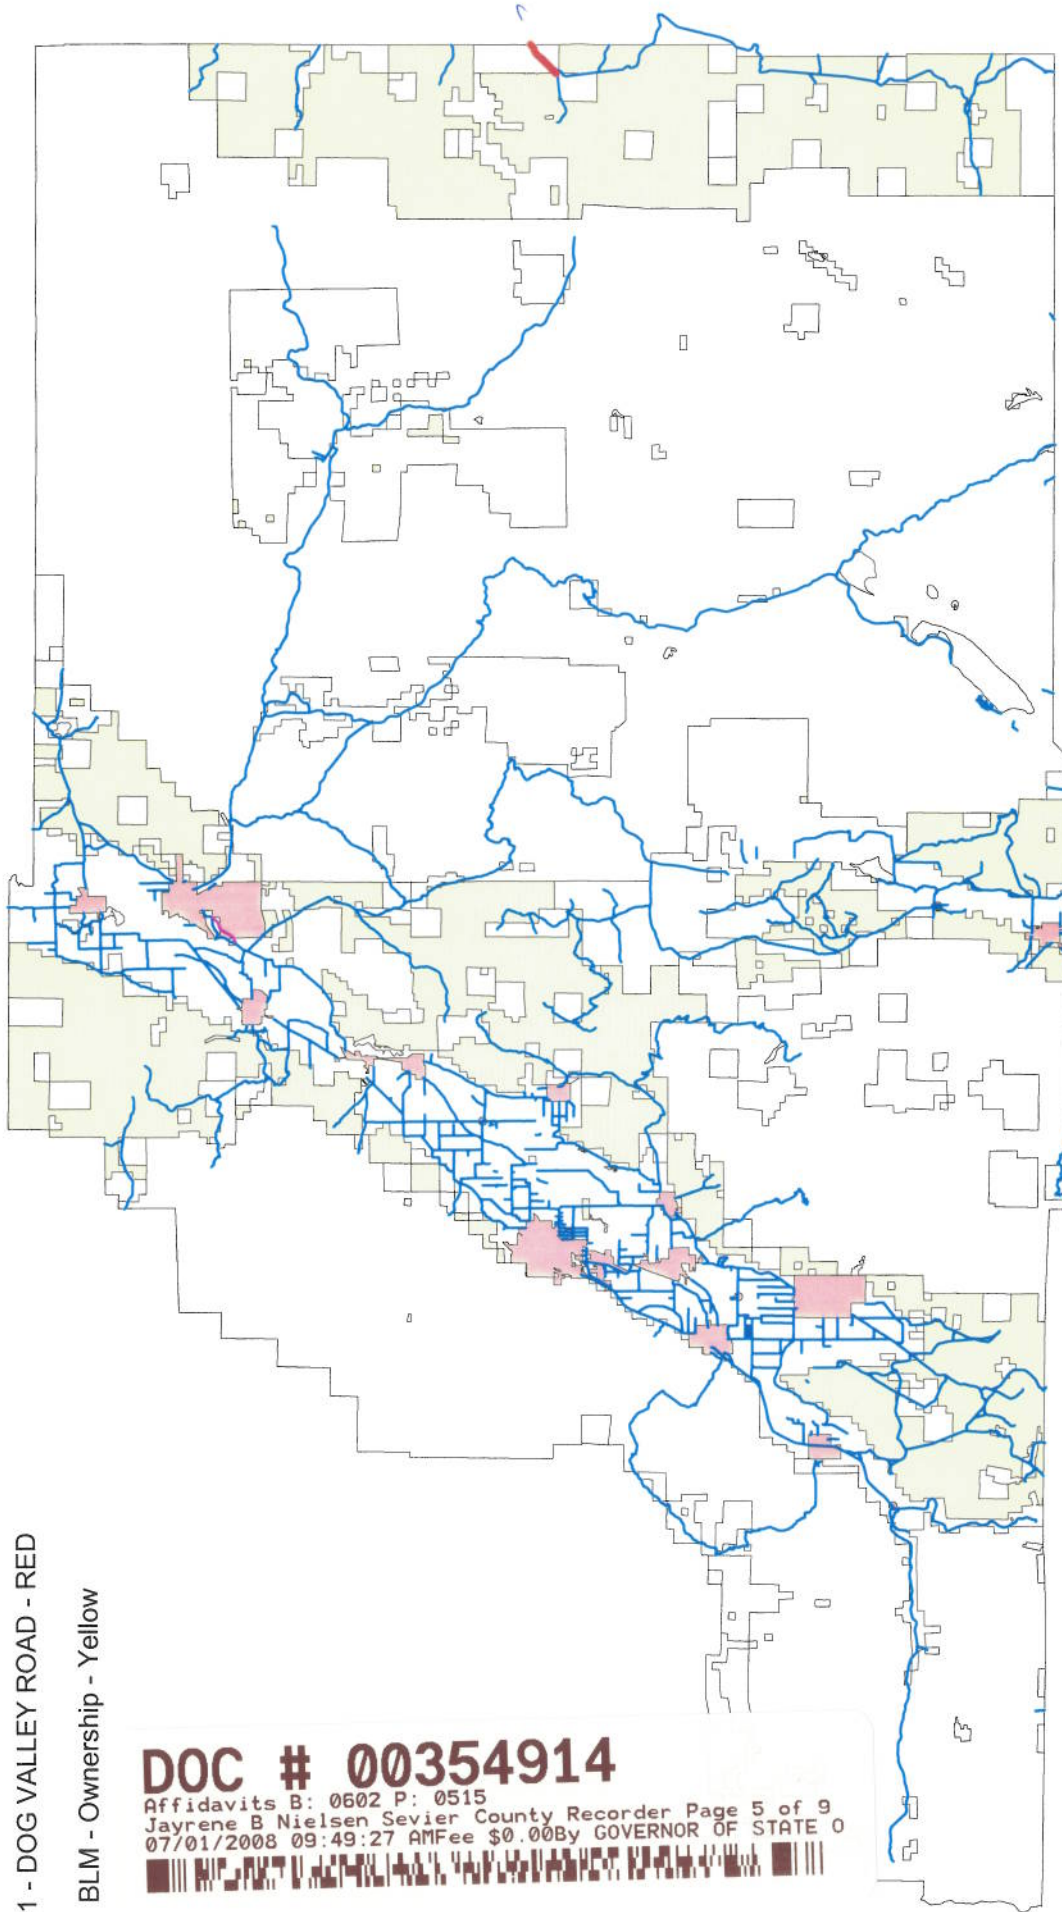 1 - DOG VALLEY ROAD - RED
BLM - Ownership - Yellow
DOC # 00354914
Affidavits B: 0602 P: 0515
Jayrene B Nielsen Sevier County Recorder Page 5 of 9
07/01/2008 09:49:27 AMFee $0.00By GOVERNOR OF STATE O